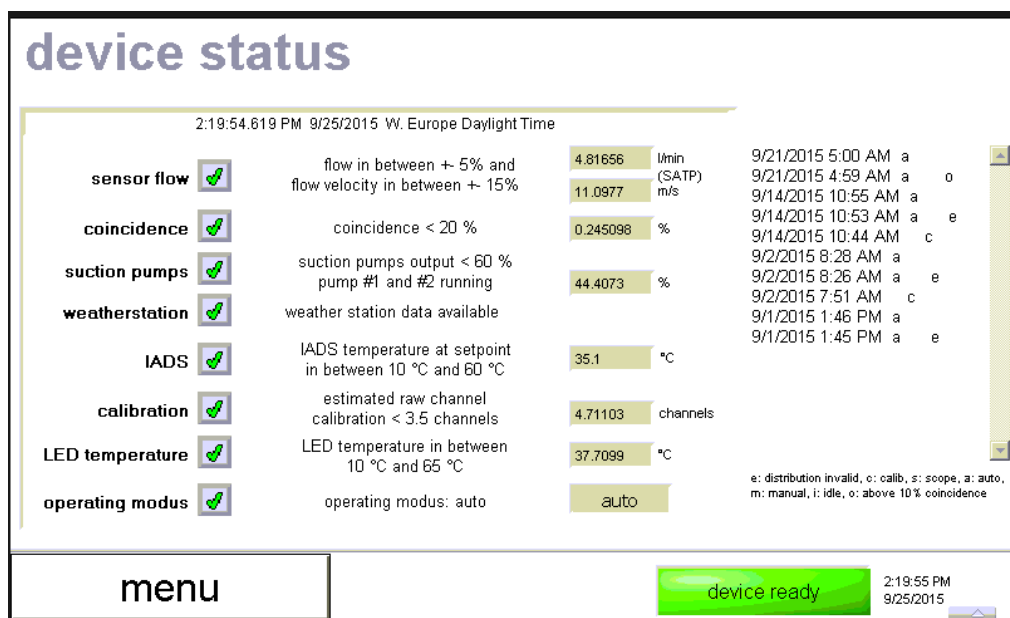 device status
2:19:54.619 PM 9/25/2015 W. Europe Daylight Time
sensor flow
flow in between +- 5% and
flow velocity in between +- 15%
4.81656 l/min
(SATP)
11.0977 m/s
coincidence
coincidence < 20 %
0.245098 %
suction pumps
suction pumps output < 60 %
pump #1 and #2 running
44.4073 %
weatherstation
weather station data available
IADS
IADS temperature at setpoint
in between 10 °C and 60 °C
35.1 °C
calibration
estimated raw channel
calibration < 3.5 channels
4.71103 channels
LED temperature
LED temperature in between
10 °C and 65 °C
37.7099 °C
operating modus
operating modus: auto
auto
9/21/2015 5:00 AM a
9/21/2015 4:59 AM a o
9/14/2015 10:55 AM a
9/14/2015 10:53 AM a e
9/14/2015 10:44 AM c
9/2/2015 8:28 AM a
9/2/2015 8:26 AM a e
9/2/2015 7:51 AM c
9/1/2015 1:46 PM a
9/1/2015 1:45 PM a e
e: distribution invalid, c: calib, s: scope, a: auto,
m: manual, i: idle, o: above 10% coincidence
menu
device ready
2:19:55 PM
9/25/2015